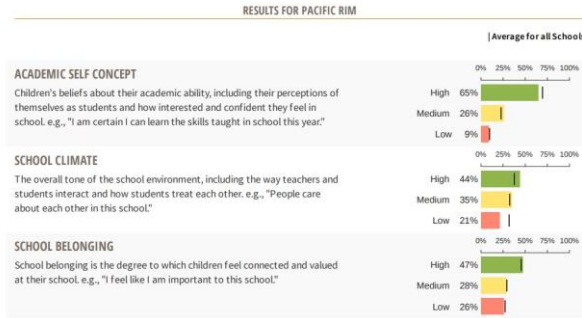 RESULTS FOR PACIFIC RIM
| Average for all Schools
ACADEMIC SELF CONCEPT
0% 25% 50% 75% 100%
Children's beliefs about their academic ability, including their perceptions of
themselves as students and how interested and confident they feel in
school. e.g., "I am certain I can learn the skills taught in school this year."
High 65%
Medium 26%
Low 9%
SCHOOL CLIMATE
0% 25% 50% 75% 100%
The overall tone of the school environment, including the way teachers and
students interact and how students treat each other. e.g., "People care
about each other in this school."
High 44%
Medium 35%
Low 21%
SCHOOL BELONGING
0% 25% 50% 75% 100%
School belonging is the degree to which children feel connected and valued
at their school. e.g., "I feel like I am important to this school."
High 47%
Medium 28%
Low 26%